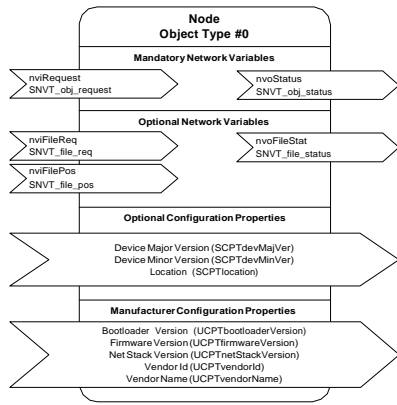 Node
Object Type #0
Mandatory Network Variables
nviRequest
SNVT_obj_request
nvoStatus
SNVT_obj_status
Optional Network Variables
nviFileReq
SNVT_file_req
nvoFileStat
SNVT_file_status
nviFilePos
SNVT_file_pos
Optional Configuration Properties
Device Major Version (SCPTdevMajVer)
Device Minor Version (SCPTdevMinVer)
Location (SCPTlocation)
Manufacturer Configuration Properties
Bootloader Version (UCPTbootloaderVersion)
Firmware Version (UCPTfirmwareVersion)
Net Stack Version (UCPTnetStackVersion)
Vendor Id (UCPTvendorId)
Vendor Name (UCPTvendorName)